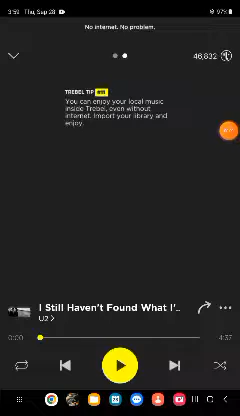 3:59 Thu, Sep 28
97%
No internet. No problem.
46,832
TREBEL TIP #11
You can enjoy your local music
inside Trebel, even without
internet. Import your library and
enjoy.
I Still Haven't Found What I'..
U2 >
0:00
4:37